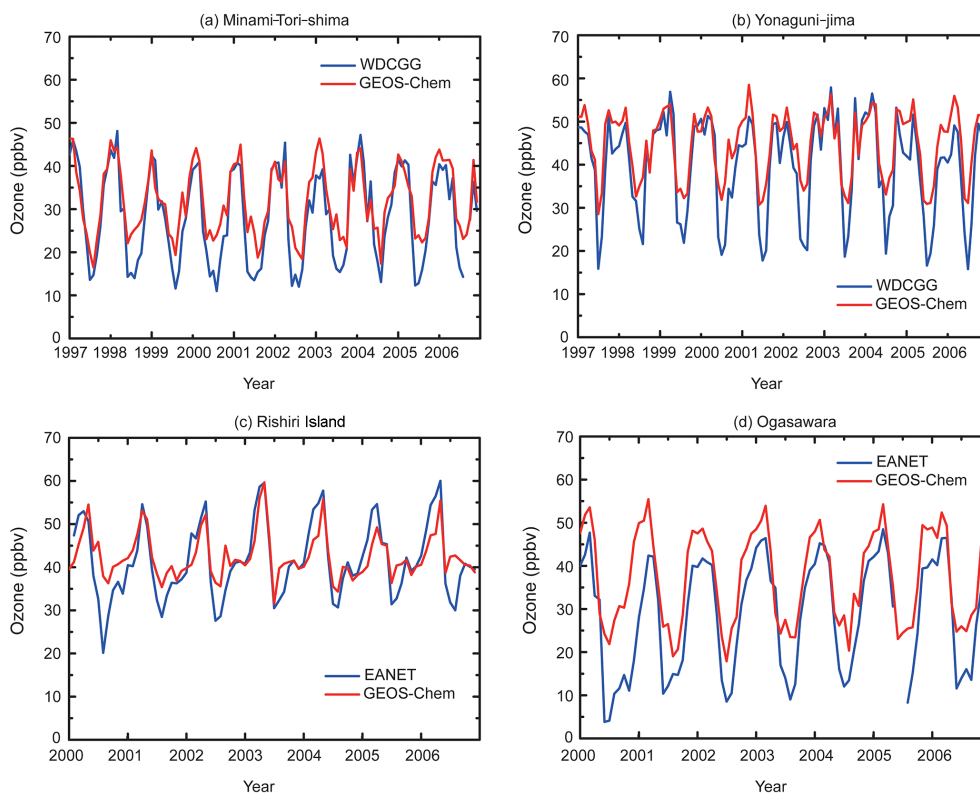 (a) Minami-Tori-shima
70
60
50
40
30
20
10
0
Ozone (ppbv)
WDCGG
GEOS-Chem
1997 1998 1999 2000 2001 2002 2003 2004 2005 2006
Year
(b) Yonaguni-jima
70
60
50
40
30
20
10
0
Ozone (ppbv)
WDCGG
GEOS-Chem
1997 1998 1999 2000 2001 2002 2003 2004 2005 2006
Year
(c) Rishiri Island
70
60
50
40
30
20
10
0
Ozone (ppbv)
EANET
GEOS-Chem
2000 2001 2002 2003 2004 2005 2006
Year
(d) Ogasawara
70
60
50
40
30
20
10
0
Ozone (ppbv)
EANET
GEOS-Chem
2000 2001 2002 2003 2004 2005 2006
Year